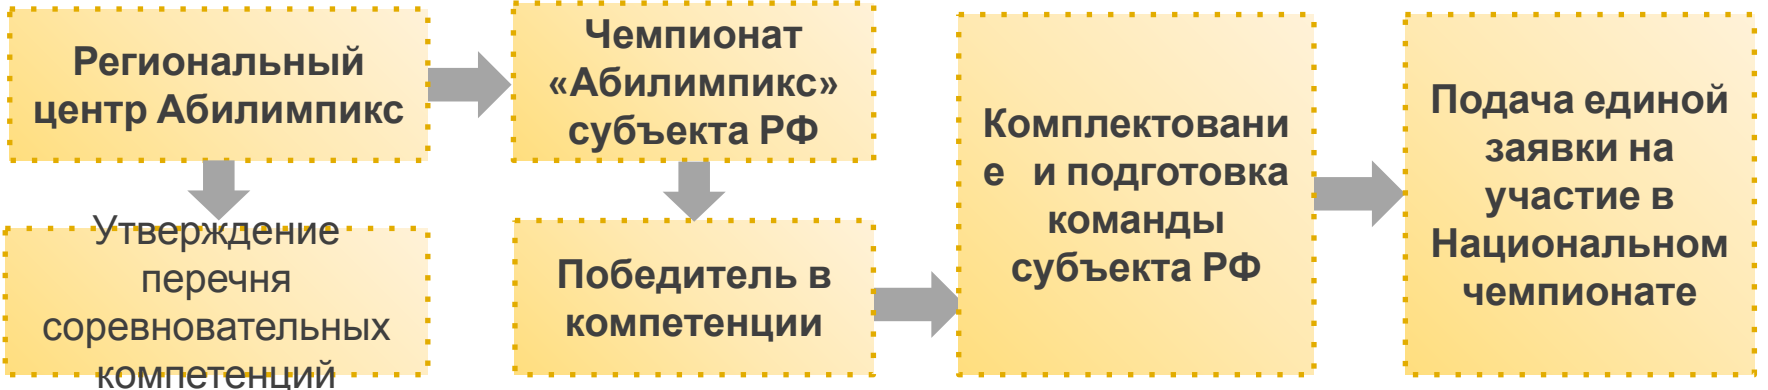 Региональный
центр Абилимпикс
Чемпионат
«Абилимпикс»
субъекта РФ
Утверждение
перечня
соревновательных
компетенций
Победитель в
компетенции
Комплектовани
е и подготовка
команды
субъекта РФ
Подача единой
заявки на
участие в
Национальном
чемпионате